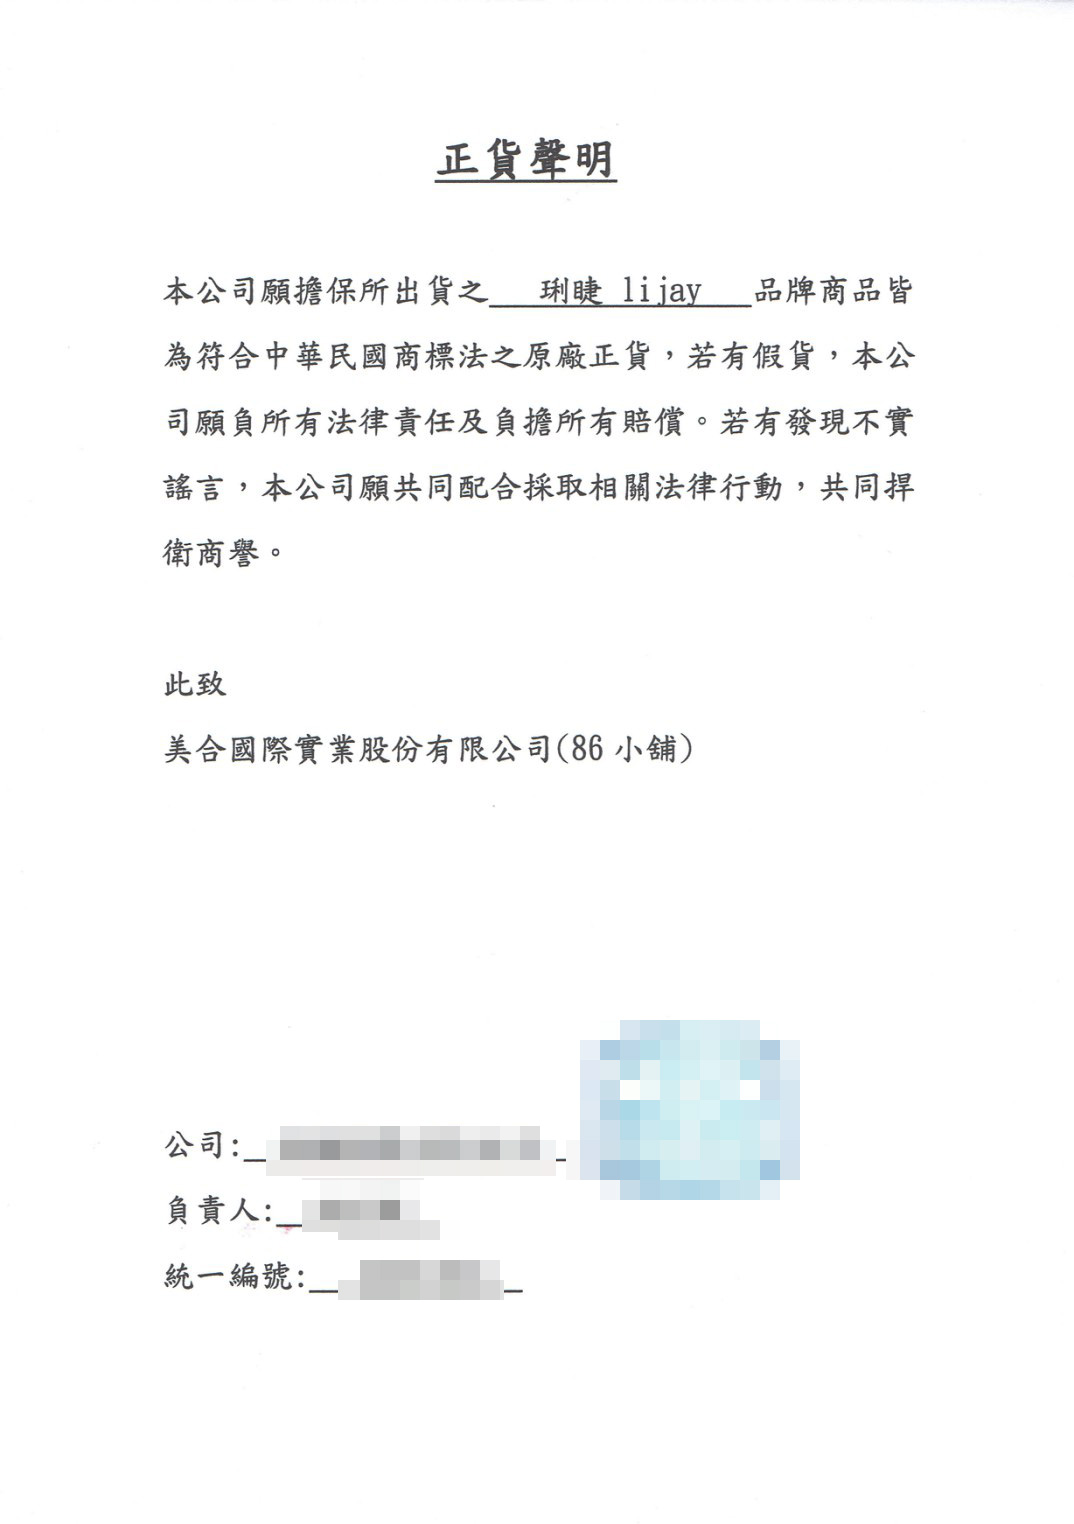 正貨聲明
本公司願擔保所出貨之 琍睫 lijay 品牌商品皆
為符合中華民國商標法之原廠正貨，若有假貨，本公
司願負所有法律責任及負擔所有賠償。若有發現不實
謠言，本公司願共同配合採取相關法律行動，共同捍
衛商譽。
此致
美合國際實業股份有限公司(86 小舖)
公司:
負責人:
統一編號: